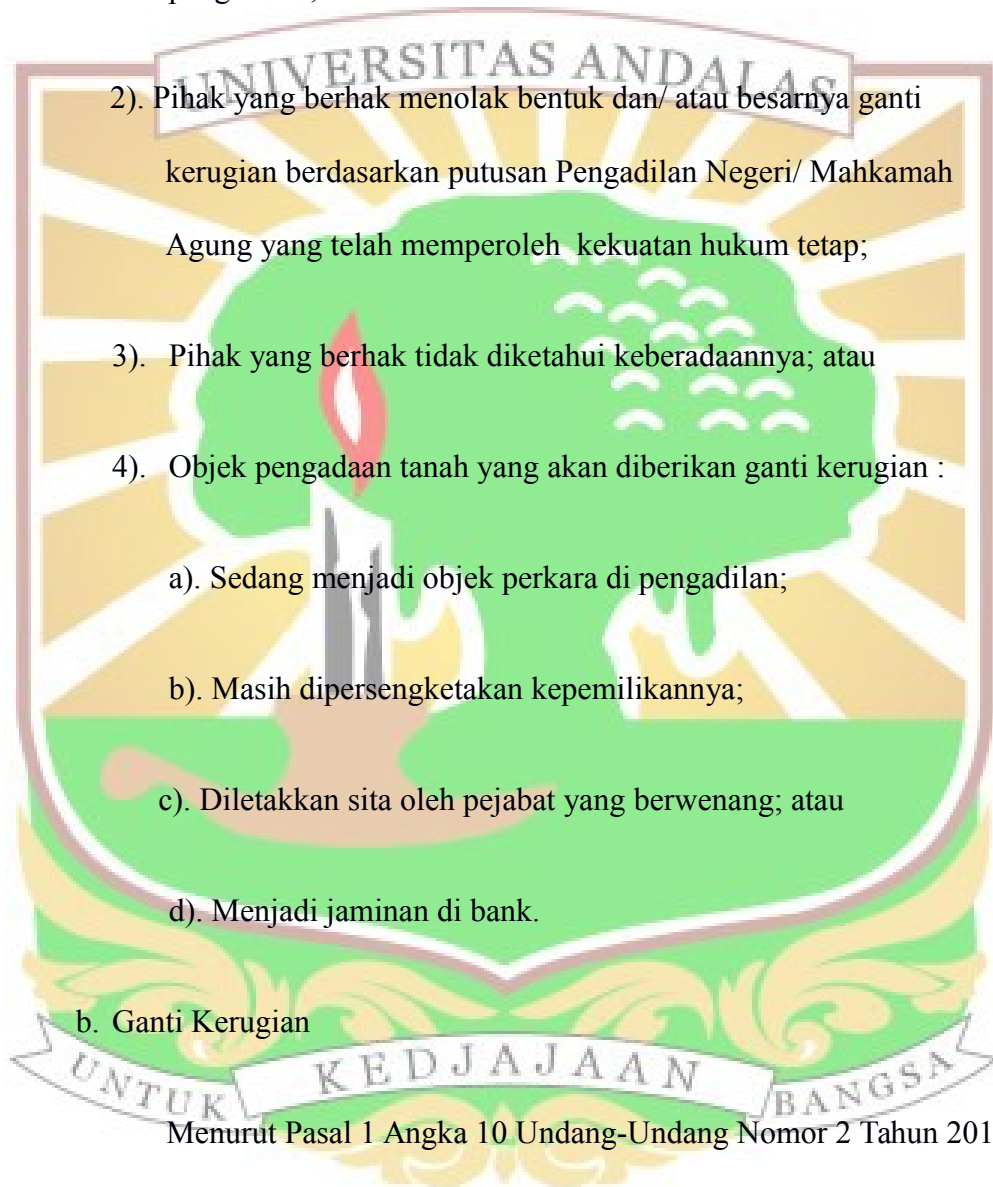 UNIVERSITAS ANDALAS
2). Pihak yang berhak menolak bentuk dan/ atau besarnya ganti
kerugian berdasarkan putusan Pengadilan Negeri/ Mahkamah
Agung yang telah memperoleh kekuatan hukum tetap;
3). Pihak yang berhak tidak diketahui keberadaannya; atau
4). Objek pengadaan tanah yang akan diberikan ganti kerugian :
a). Sedang menjadi objek perkara di pengadilan;
b). Masih dipersengketakan kepemilikannya;
c). Diletakkan sita oleh pejabat yang berwenang; atau
d). Menjadi jaminan di bank.
b. Ganti Kerugian
UNTUK KEDJAJAAN BANGSA
Menurut Pasal 1 Angka 10 Undang-Undang Nomor 2 Tahun 201